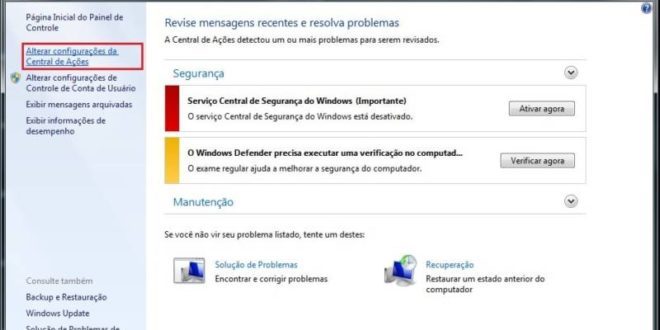 Página Inicial do Painel de
Controle
Alterar configurações da
Central de Ações
Alterar configurações de
Controle de Conta de Usuário
Exibir mensagens arquivadas
Exibir informações de
desempenho
Consulte também
Backup e Restauração
Windows Update
Solução de Problemas de
Revise mensagens recentes e resolva problemas
A Central de Ações detectou um ou mais problemas para serem revisados.
Segurança
Serviço Central de Segurança do Windows (Importante)
O serviço Central de Segurança do Windows está desativado.
Ativar agora
O Windows Defender precisa executar uma verificação no computad...
O exame regular ajuda a melhorar a segurança do computador.
Verificar agora
Manutenção
Se você não vir seu problema listado, tente um destes:
Solução de Problemas
Encontrar e corrigir problemas
Recuperação
Restaurar um estado anterior do
computador